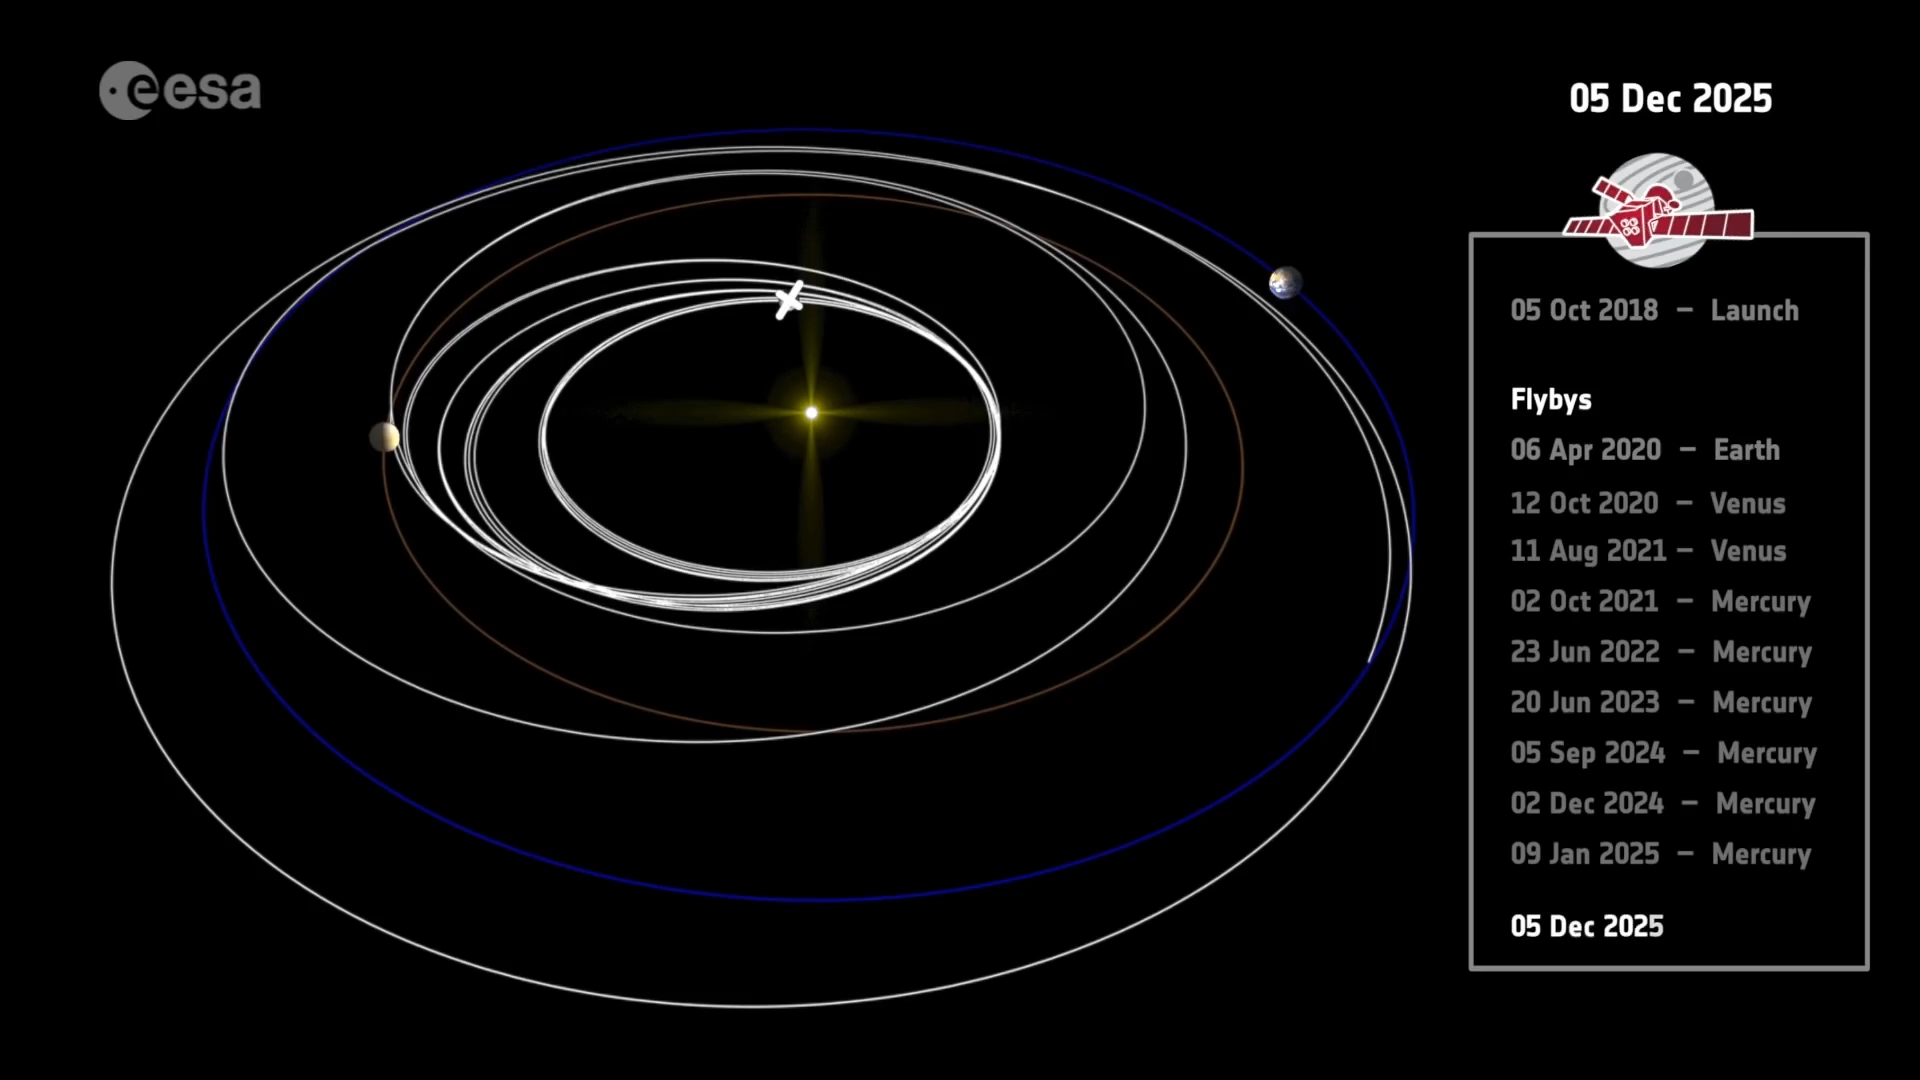 esa
05 Dec 2025
05 Oct 2018 – Launch
Flybys
06 Apr 2020 – Earth
12 Oct 2020 – Venus
11 Aug 2021 – Venus
02 Oct 2021 – Mercury
23 Jun 2022 – Mercury
20 Jun 2023 – Mercury
05 Sep 2024 – Mercury
02 Dec 2024 – Mercury
09 Jan 2025 – Mercury
05 Dec 2025